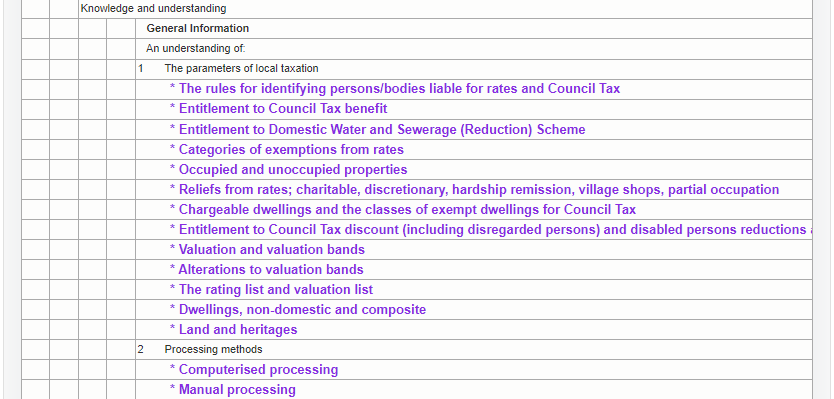 Knowledge and understanding
General Information
An understanding of:
1 The parameters of local taxation
* The rules for identifying persons/bodies liable for rates and Council Tax
* Entitlement to Council Tax benefit
* Entitlement to Domestic Water and Sewerage (Reduction) Scheme
* Categories of exemptions from rates
* Occupied and unoccupied properties
* Reliefs from rates; charitable, discretionary, hardship remission, village shops, partial occupation
* Chargeable dwellings and the classes of exempt dwellings for Council Tax
* Entitlement to Council Tax discount (including disregarded persons) and disabled persons reductions
* Valuation and valuation bands
* Alterations to valuation bands
* The rating list and valuation list
* Dwellings, non-domestic and composite
* Land and heritages
2 Processing methods
* Computerised processing
* Manual processing